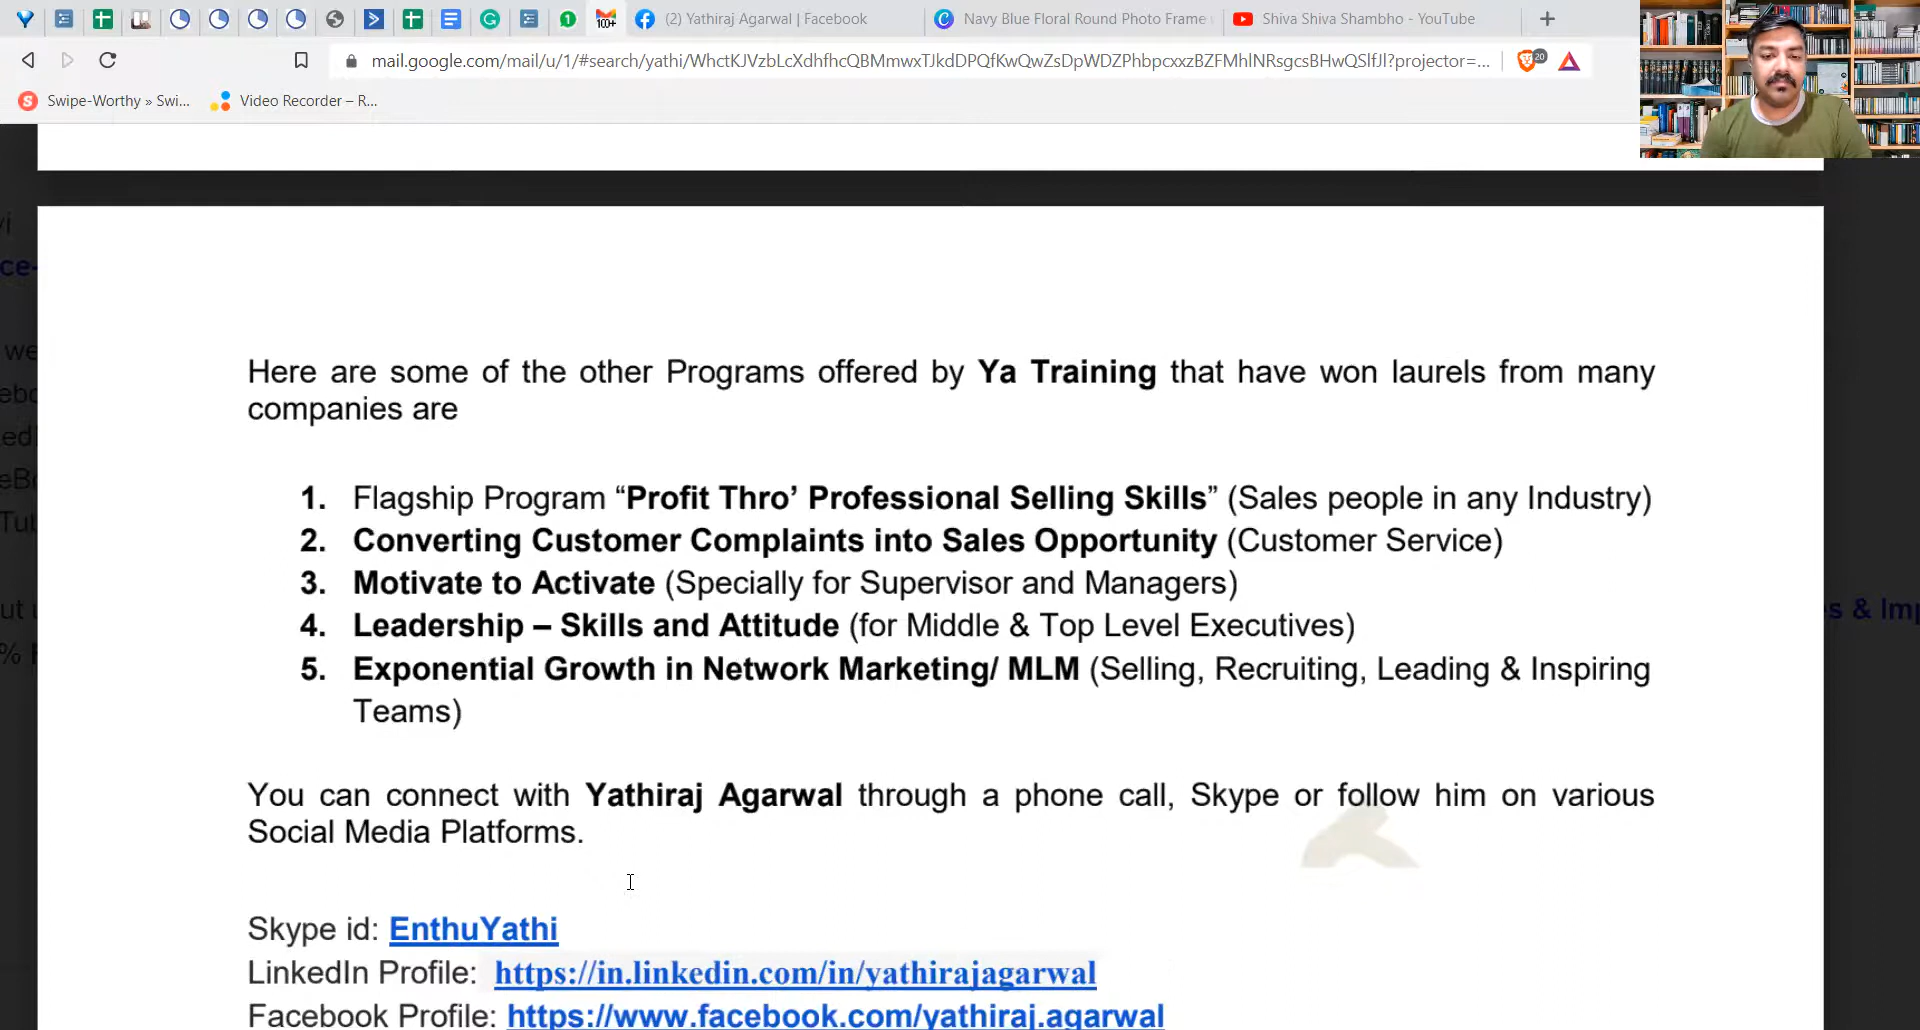 100+
(2) Yathiraj Agarwal | Facebook
Navy Blue Floral Round Photo Frame
Shiva Shiva Shambho - YouTube
mail.google.com/mail/u/1/#search/yathi/WhctKJVzbLcXdhfhcQBMmwxTJkdDPQfKwQwZsDpWDZPhbpcxxzBZFMhlNRsgcsBHwQSlfJl?projector=...
20
Swipe-Worthy » Swi...
Video Recorder – R...
Here are some of the other Programs offered by Ya Training that have won laurels from many
companies are
1. Flagship Program “Profit Thro’ Professional Selling Skills” (Sales people in any Industry)
2. Converting Customer Complaints into Sales Opportunity (Customer Service)
3. Motivate to Activate (Specially for Supervisor and Managers)
4. Leadership – Skills and Attitude (for Middle & Top Level Executives)
5. Exponential Growth in Network Marketing/ MLM (Selling, Recruiting, Leading & Inspiring
Teams)
You can connect with Yathiraj Agarwal through a phone call, Skype or follow him on various
Social Media Platforms.
Skype id: EnthuYathi
LinkedIn Profile: https://in.linkedin.com/in/yathirajagarwal
Facebook Profile: https://www.facebook.com/yathiraj.agarwal